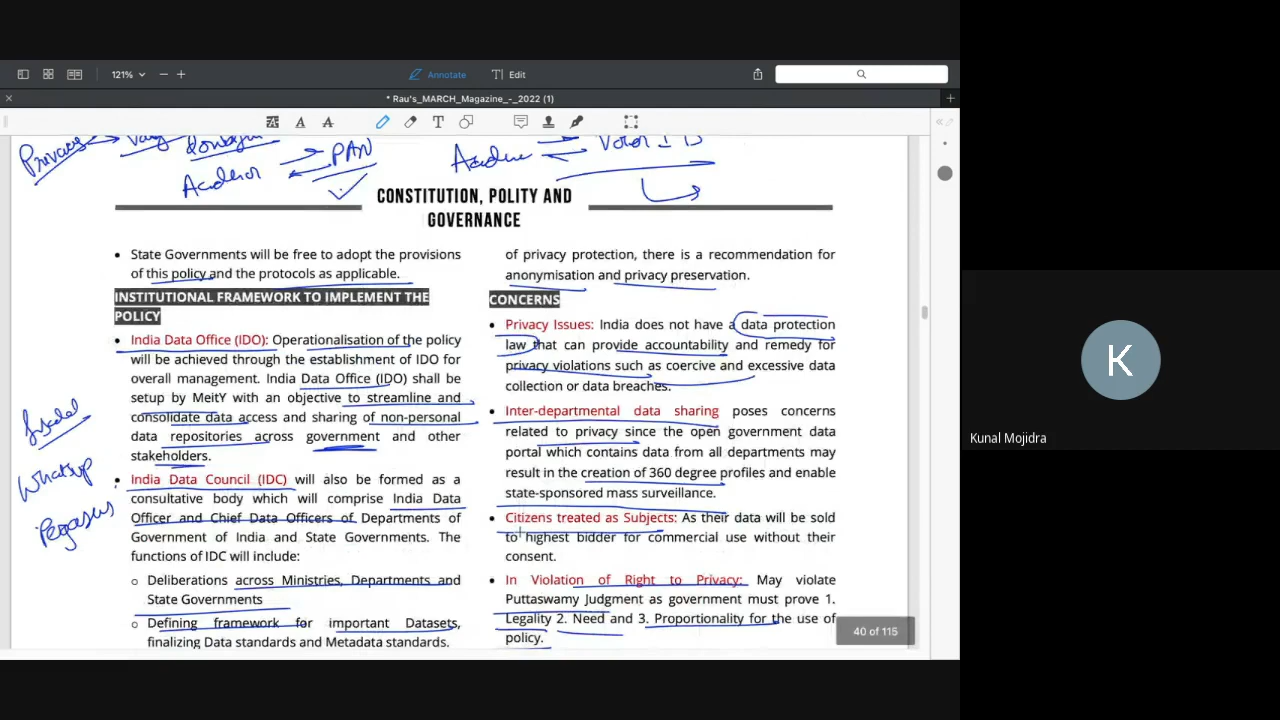 121%
Annotate
T Edit
* Rau's_MARCH_Magazine_-_2022 (1)
Privacy
PAN
CONSTITUTION, POLITY AND
GOVERNANCE
State Governments will be free to adopt the provisions
of this policy and the protocols as applicable.
INSTITUTIONAL FRAMEWORK TO IMPLEMENT THE
POLICY
India Data Office (IDO): Operationalisation of the policy
will be achieved through the establishment of IDO for
overall management. India Data Office (IDO) shall be
setup by MeitY with an objective to streamline and
consolidate data access and sharing of non-personal
data repositories across government and other
stakeholders.
India Data Council (IDC) will also be formed as a
consultative body which will comprise India Data
Officer and Chief Data Officers of Departments of
Government of India and State Governments. The
functions of IDC will include:
Deliberations across Ministries, Departments and
State Governments
Defining framework for important Datasets,
finalizing Data standards and Metadata standards.
Whatsup
Pegasus
of privacy protection, there is a recommendation for
anonymisation and privacy preservation.
CONCERNS
Privacy Issues: India does not have a data protection
law that can provide accountability and remedy for
privacy violations such as coercive and excessive data
collection or data breaches.
Inter-departmental data sharing poses concerns
related to privacy since the open government data
portal which contains data from all departments may
result in the creation of 360 degree profiles and enable
state-sponsored mass surveillance.
Citizens treated as Subjects: As their data will be sold
to highest bidder for commercial use without their
consent.
In Violation of Right to Privacy: May violate
Puttaswamy Judgment as government must prove 1.
Legality 2. Need and 3. Proportionality for the use of
policy.
40 of 115
K
Kunal Mojidra